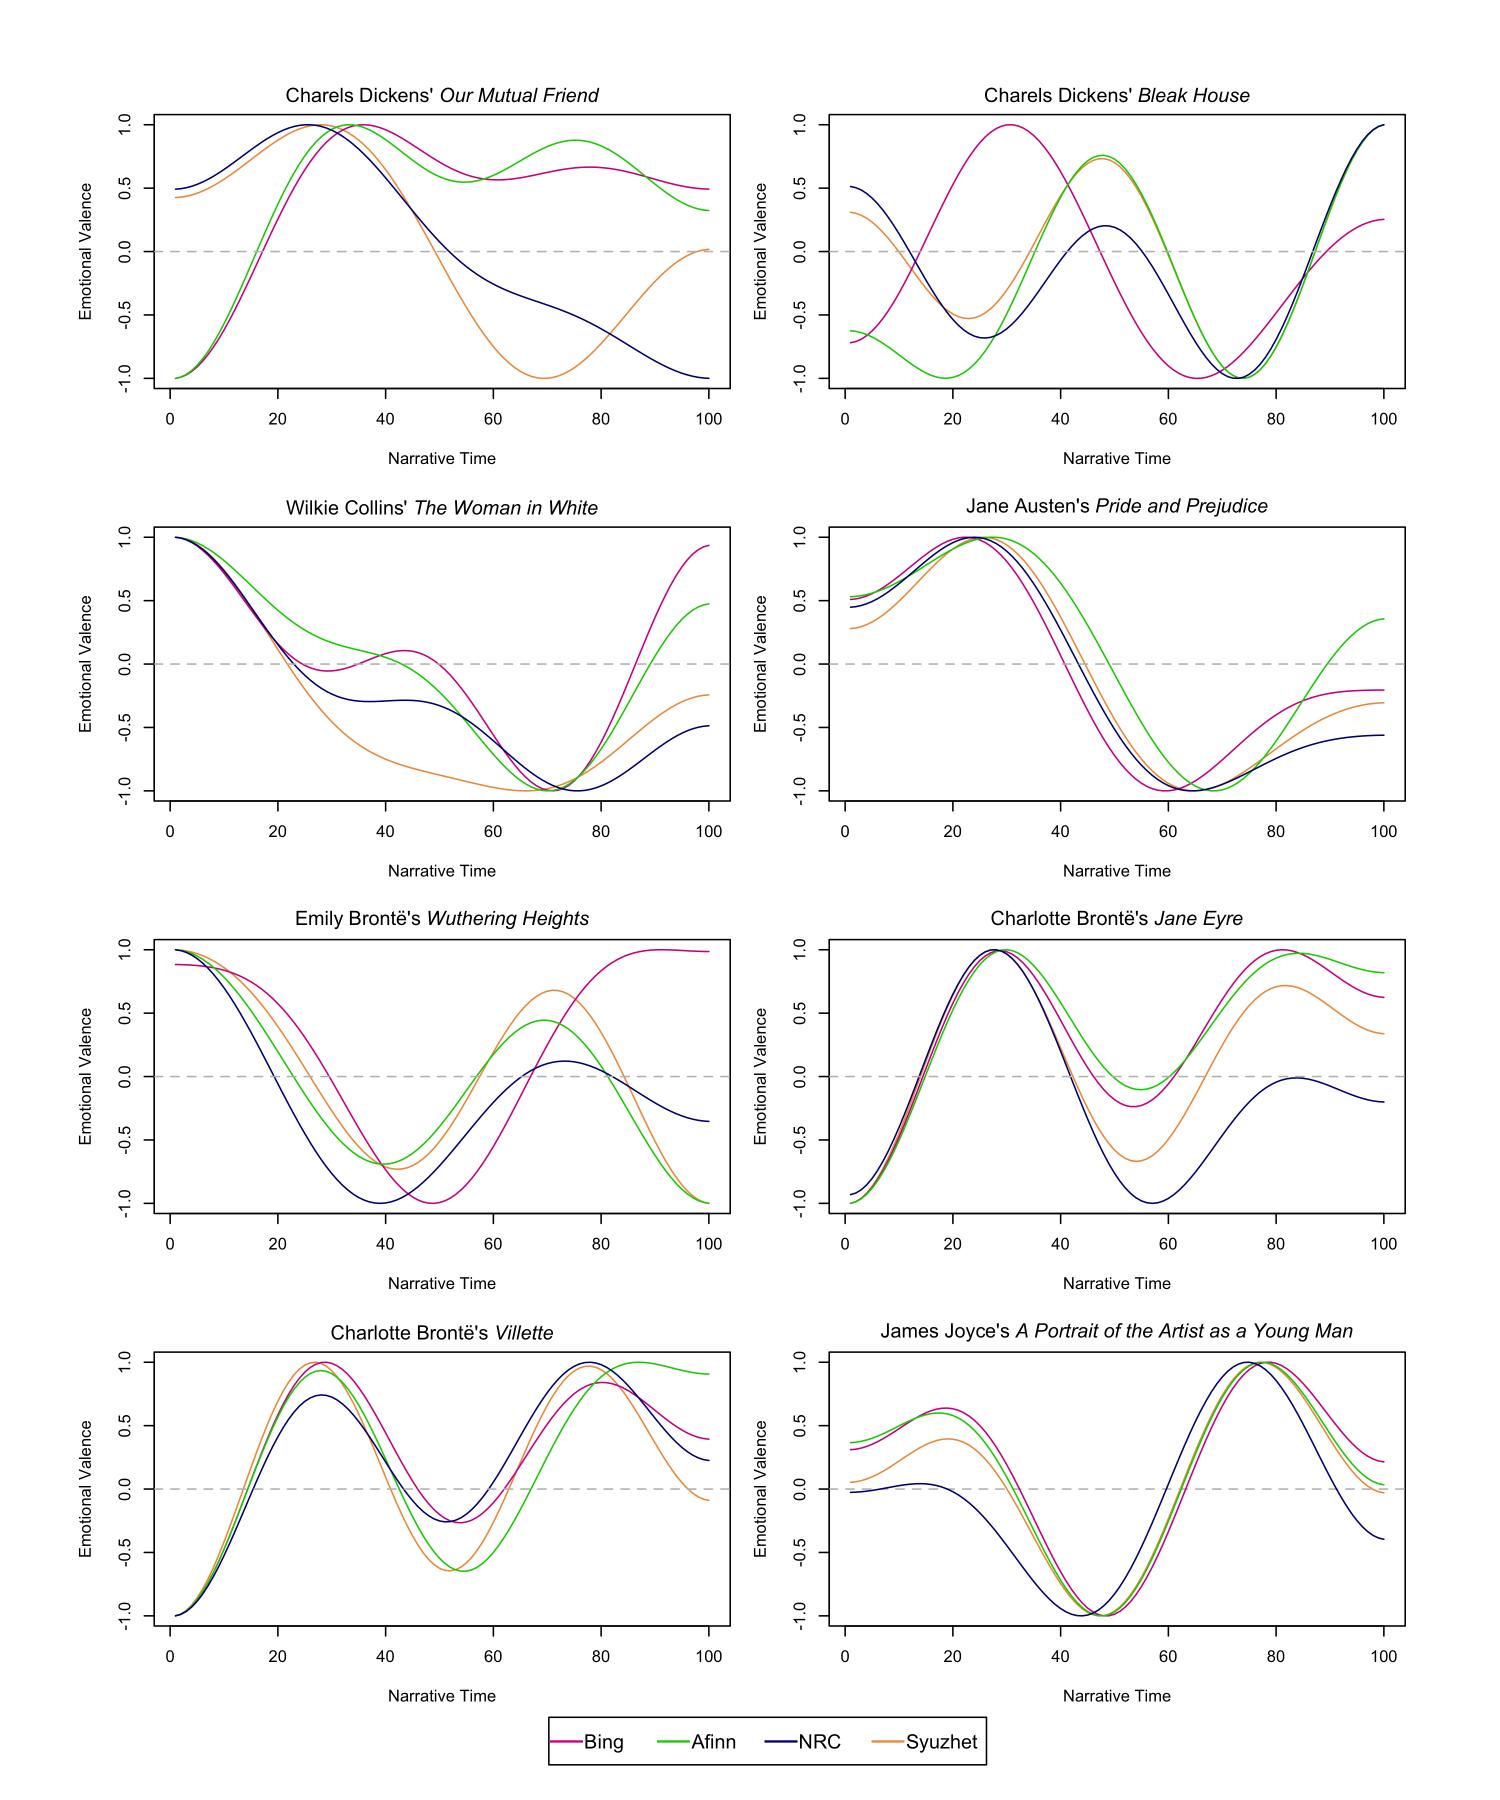 Charels Dickens' Our Mutual Friend
Emotional Valence
1.0
0.5
0.0
-0.5
-1.0
0 20 40 60 80 100
Narrative Time
Charels Dickens' Bleak House
Emotional Valence
1.0
0.5
0.0
-0.5
-1.0
0 20 40 60 80 100
Narrative Time
Wilkie Collins' The Woman in White
Emotional Valence
1.0
0.5
0.0
-0.5
-1.0
0 20 40 60 80 100
Narrative Time
Jane Austen's Pride and Prejudice
Emotional Valence
1.0
0.5
0.0
-0.5
-1.0
0 20 40 60 80 100
Narrative Time
Emily Brontë's Wuthering Heights
Emotional Valence
1.0
0.5
0.0
-0.5
-1.0
0 20 40 60 80 100
Narrative Time
Charlotte Brontë's Jane Eyre
Emotional Valence
1.0
0.5
0.0
-0.5
-1.0
0 20 40 60 80 100
Narrative Time
Charlotte Brontë's Villette
Emotional Valence
1.0
0.5
0.0
-0.5
-1.0
0 20 40 60 80 100
Narrative Time
James Joyce's A Portrait of the Artist as a Young Man
Emotional Valence
1.0
0.5
0.0
-0.5
-1.0
0 20 40 60 80 100
Narrative Time
Bing Afinn NRC Syuzhet